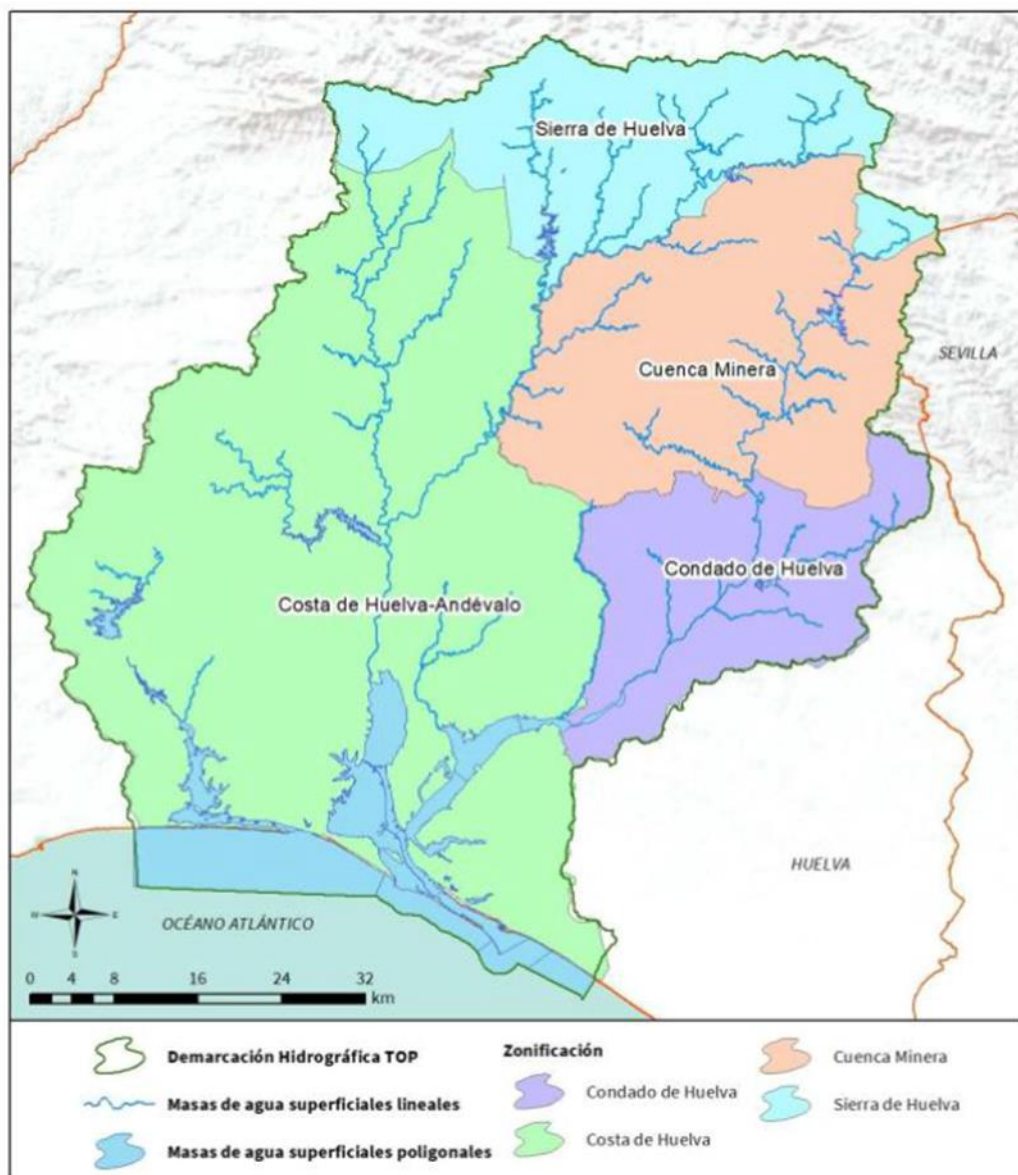 Sierra de Huelva
SEVILLA
Cuenca Minera
Condado de Huelva
Costa de Huelva-Andévalo
HUELVA
N
W E
S
OCÉANO ATLÁNTICO
0 4 8 16 24 32
km
Demarcación Hidrográfica TOP
Masas de agua superficiales lineales
Masas de agua superficiales poligonales
Zonificación
Condado de Huelva
Costa de Huelva
Cuenca Minera
Sierra de Huelva